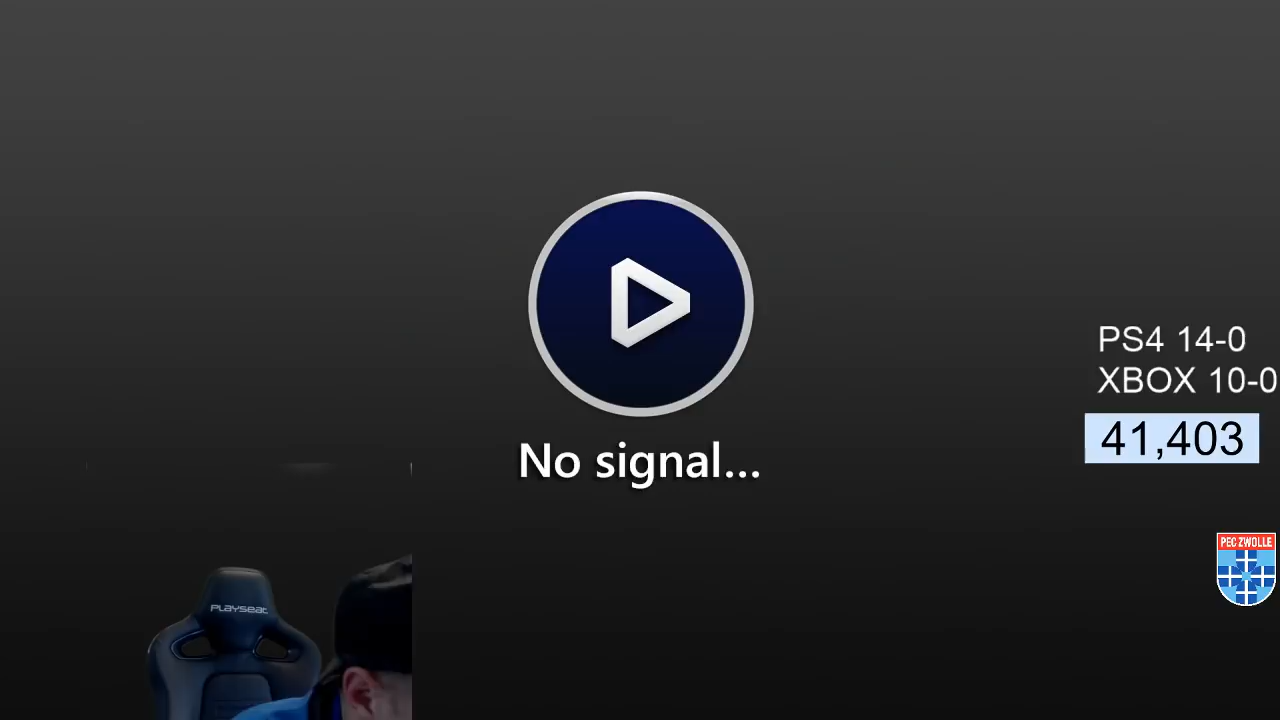 No signal...
PS4 14-0
XBOX 10-0
41,403
PEC ZWOLLE
PLAYSEAT